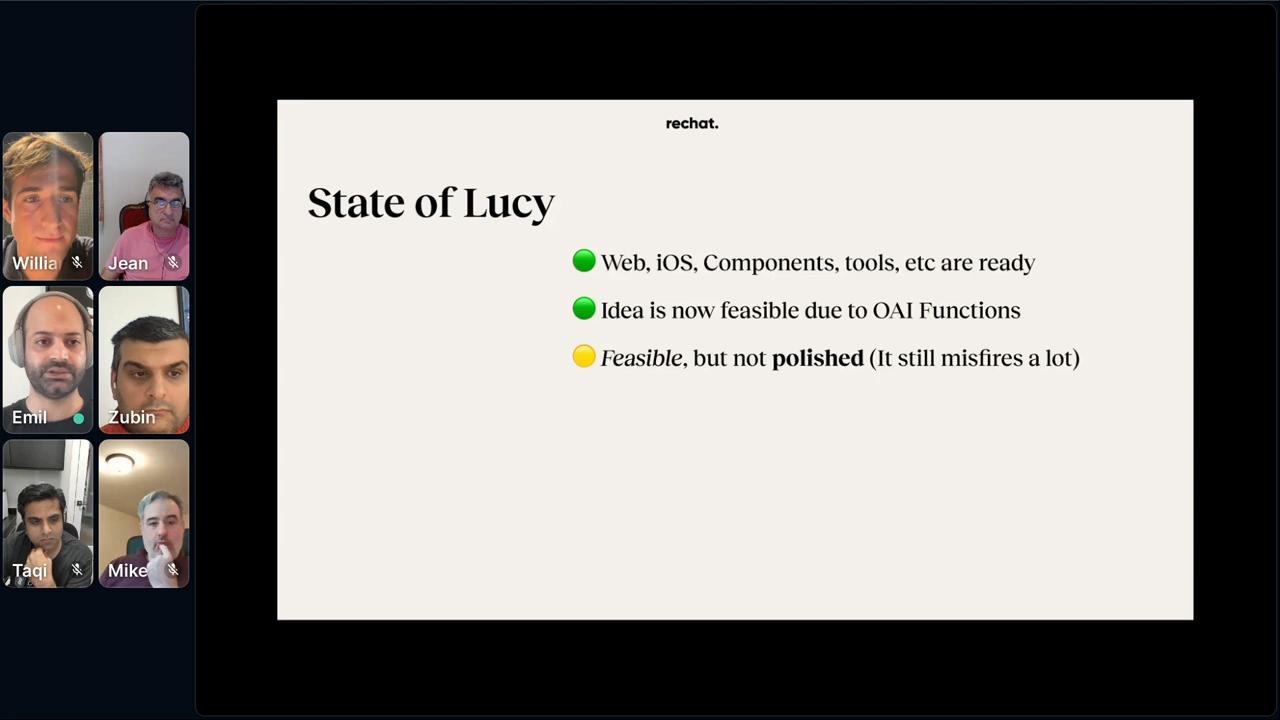 rechat.
State of Lucy
Web, iOS, Components, tools, etc are ready
Idea is now feasible due to OAI Functions
Feasible, but not polished (It still misfires a lot)
Willia
Jean
Emil
Zubin
Taqi
Mike